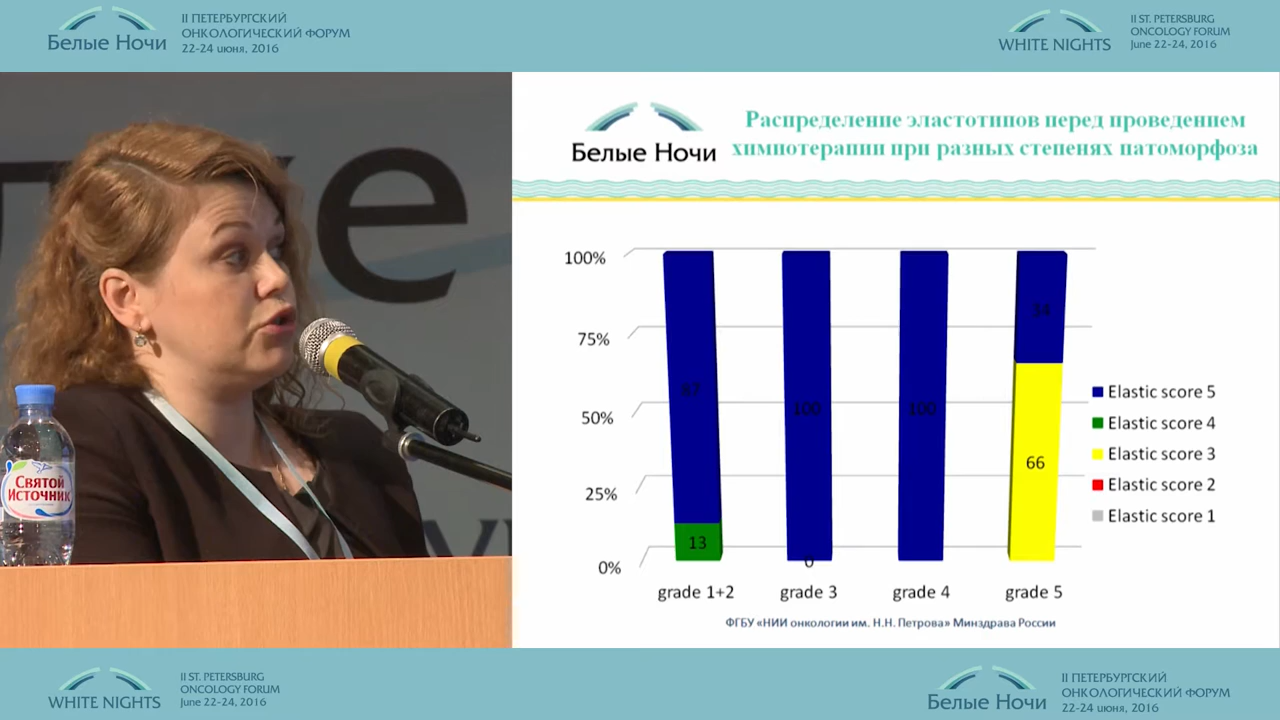 Белые Ночи
II ПЕТЕРБУРГСКИЙ
ОНКОЛОГИЧЕСКИЙ ФОРУМ
22-24 июня, 2016
WHITE NIGHTS
II ST. PETERSBURG
ONCOLOGY FORUM
June 22-24, 2016
СВЯТОЙ
ИСТОЧНИК
Белые Ночи
Распределение эластотипов перед проведением
химиотерапии при разных степенях патоморфоза
100%
75%
50%
25%
0%
87
13
100
0
100
34
66
grade 1+2
grade 3
grade 4
grade 5
Elastic score 5
Elastic score 4
Elastic score 3
Elastic score 2
Elastic score 1
ФГБУ «НИИ онкологии им. Н.Н. Петрова» Минздрава России
WHITE NIGHTS
II ST. PETERSBURG
ONCOLOGY FORUM
June 22-24, 2016
Белые Ночи
II ПЕТЕРБУРГСКИЙ
ОНКОЛОГИЧЕСКИЙ ФОРУМ
22-24 июня, 2016